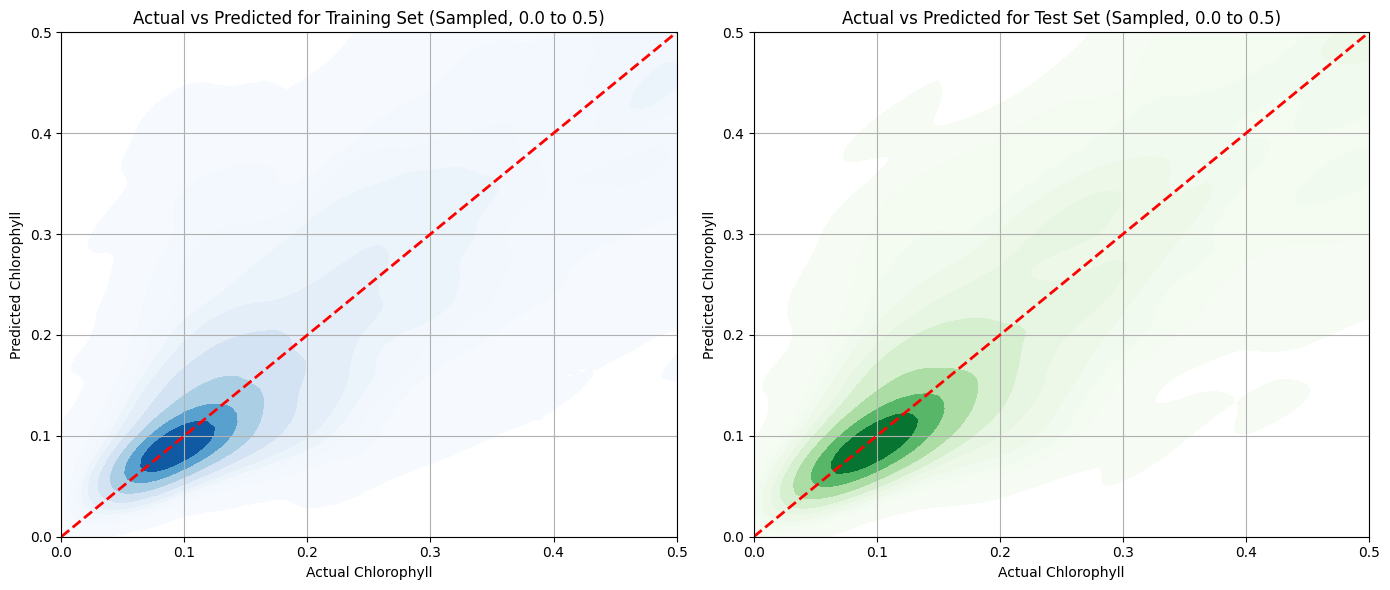 Actual vs Predicted for Training Set (Sampled, 0.0 to 0.5)
0.5
0.4
0.3
0.2
0.1
0.0
Predicted Chlorophyll
0.0 0.1 0.2 0.3 0.4 0.5
Actual Chlorophyll
Actual vs Predicted for Test Set (Sampled, 0.0 to 0.5)
0.5
0.4
0.3
0.2
0.1
0.0
Predicted Chlorophyll
0.0 0.1 0.2 0.3 0.4 0.5
Actual Chlorophyll